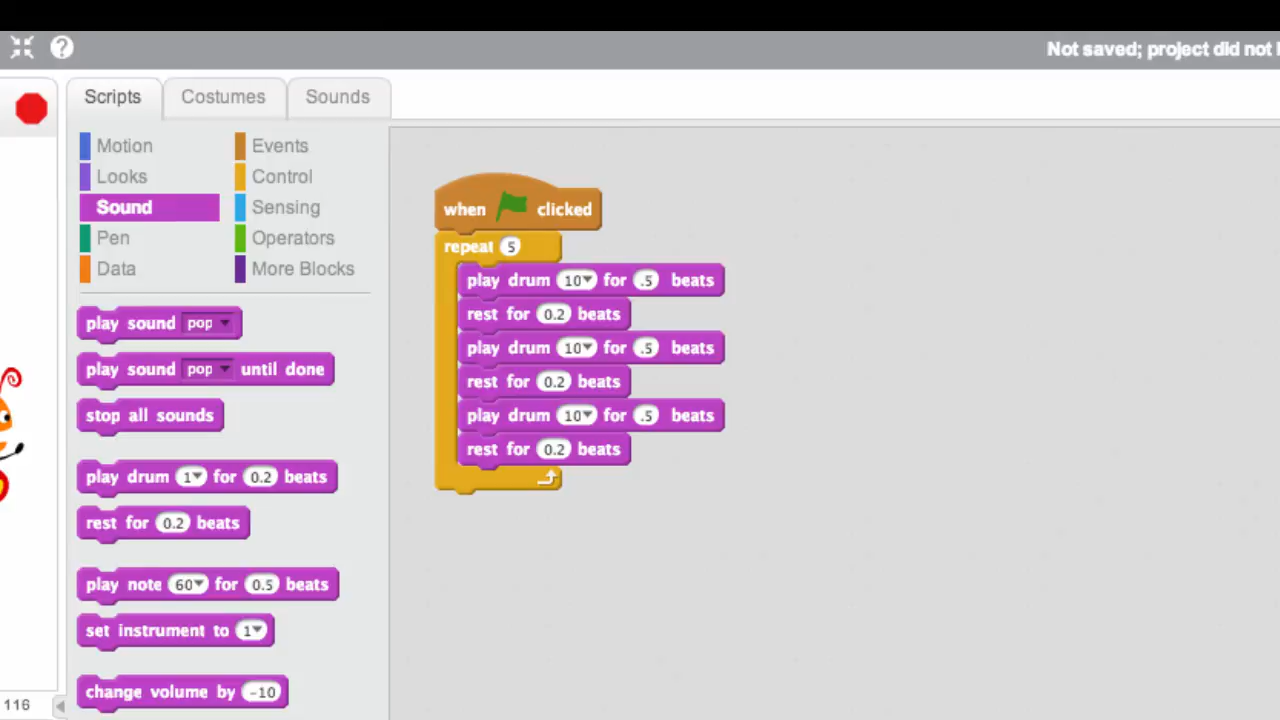 ?
Not saved; project did not
Scripts
Costumes
Sounds
Motion
Events
Looks
Control
Sound
Sensing
Pen
Operators
Data
More Blocks
play sound pop
play sound pop until done
stop all sounds
play drum 1 for 0.2 beats
rest for 0.2 beats
play note 60 for 0.5 beats
set instrument to 1
change volume by -10
when clicked
repeat 5
play drum 10 for .5 beats
rest for 0.2 beats
play drum 10 for .5 beats
rest for 0.2 beats
play drum 10 for .5 beats
rest for 0.2 beats
116